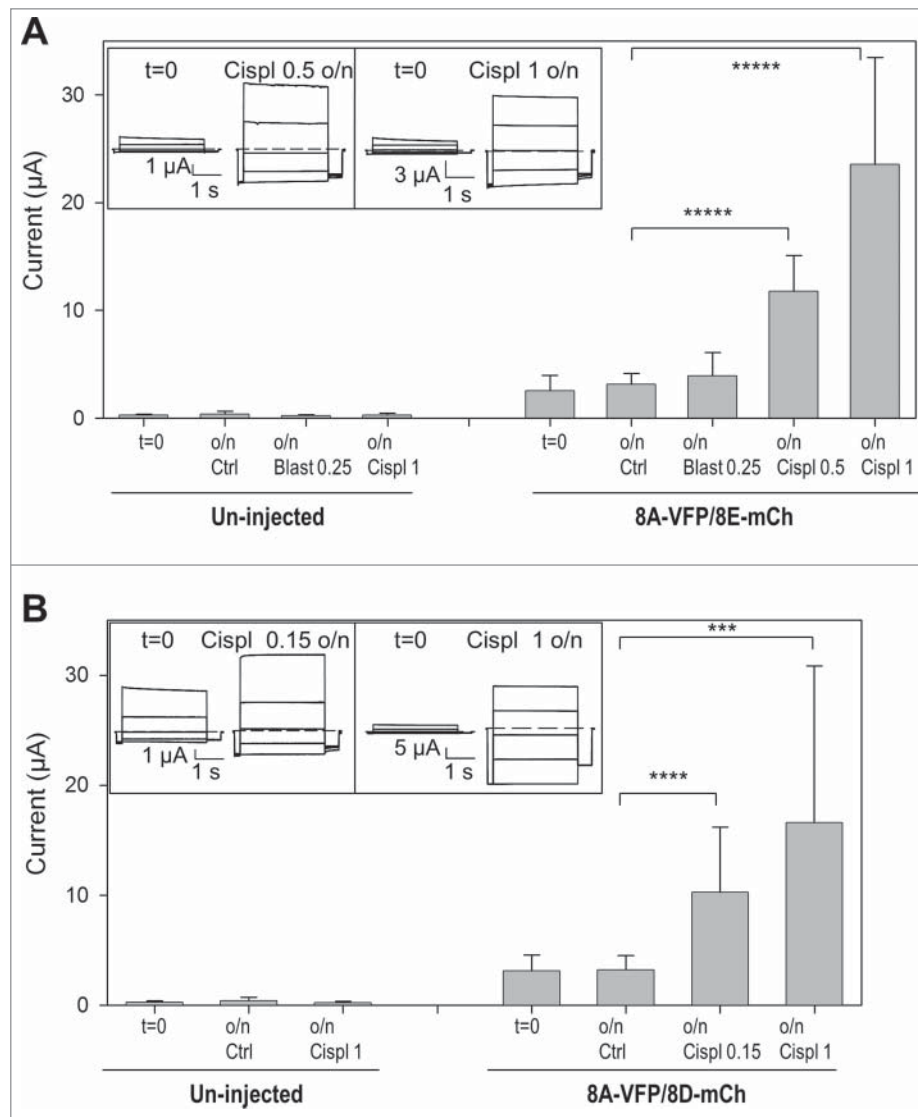 A
t=0 Cispl 0.5 o/n t=0 Cispl 1 o/n
1 µA
1 s
3 µA
1 s
*****
*****
Current (µA)
30
20
10
0
t=0 o/n o/n o/n t=0 o/n o/n o/n o/n
Ctrl Blast 0.25 Cispl 1 Ctrl Blast 0.25 Cispl 0.5 Cispl 1
Un-injected 8A-VFP/8E-mCh
B
t=0 Cispl 0.15 o/n t=0 Cispl 1 o/n
1 µA
1 s
5 µA
1 s
***
****
Current (µA)
30
20
10
0
t=0 o/n o/n t=0 o/n o/n o/n
Ctrl Cispl 1 Ctrl Cispl 0.15 Cispl 1
Un-injected 8A-VFP/8D-mCh